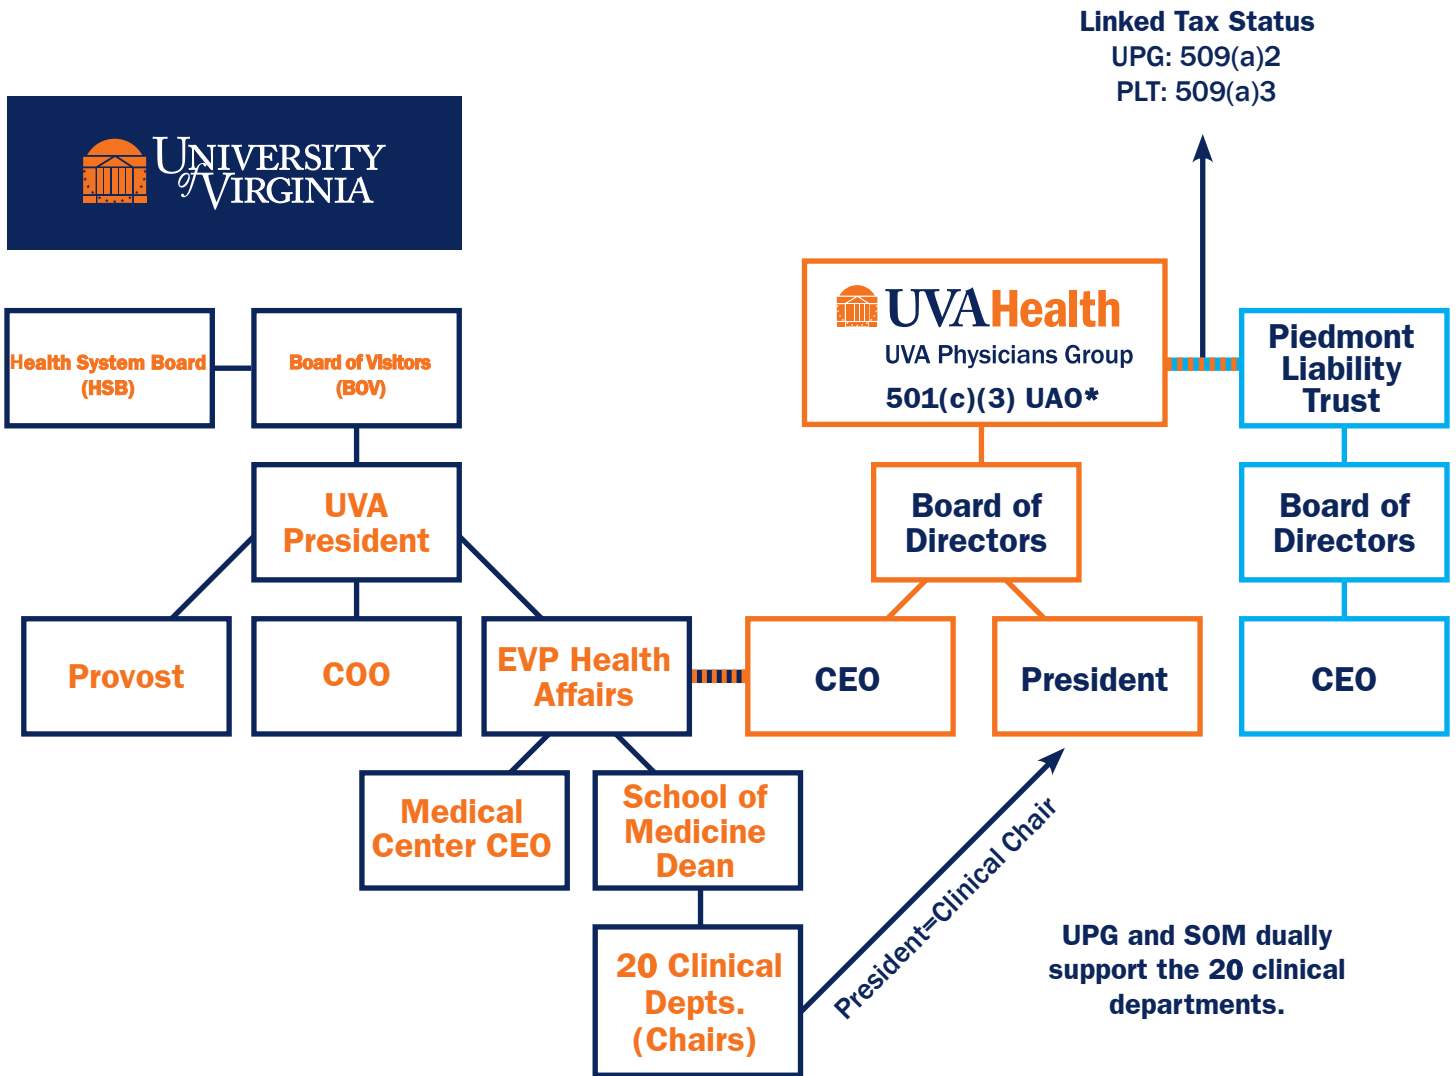 Linked Tax Status
UPG: 509(a)2
PLT: 509(a)3
UNIVERSITY
of VIRGINIA
Health System Board
(HSB)
Board of Visitors
(BOV)
UVAHealth
UVA Physicians Group
501(c)(3) UAO*
Piedmont
Liability
Trust
UVA
President
Board of
Directors
Board of
Directors
Provost
COO
EVP Health
Affairs
CEO
President
CEO
Medical
Center CEO
School of
Medicine
Dean
20 Clinical
Depts.
(Chairs)
President=Clinical Chair
UPG and SOM dually
support the 20 clinical
departments.